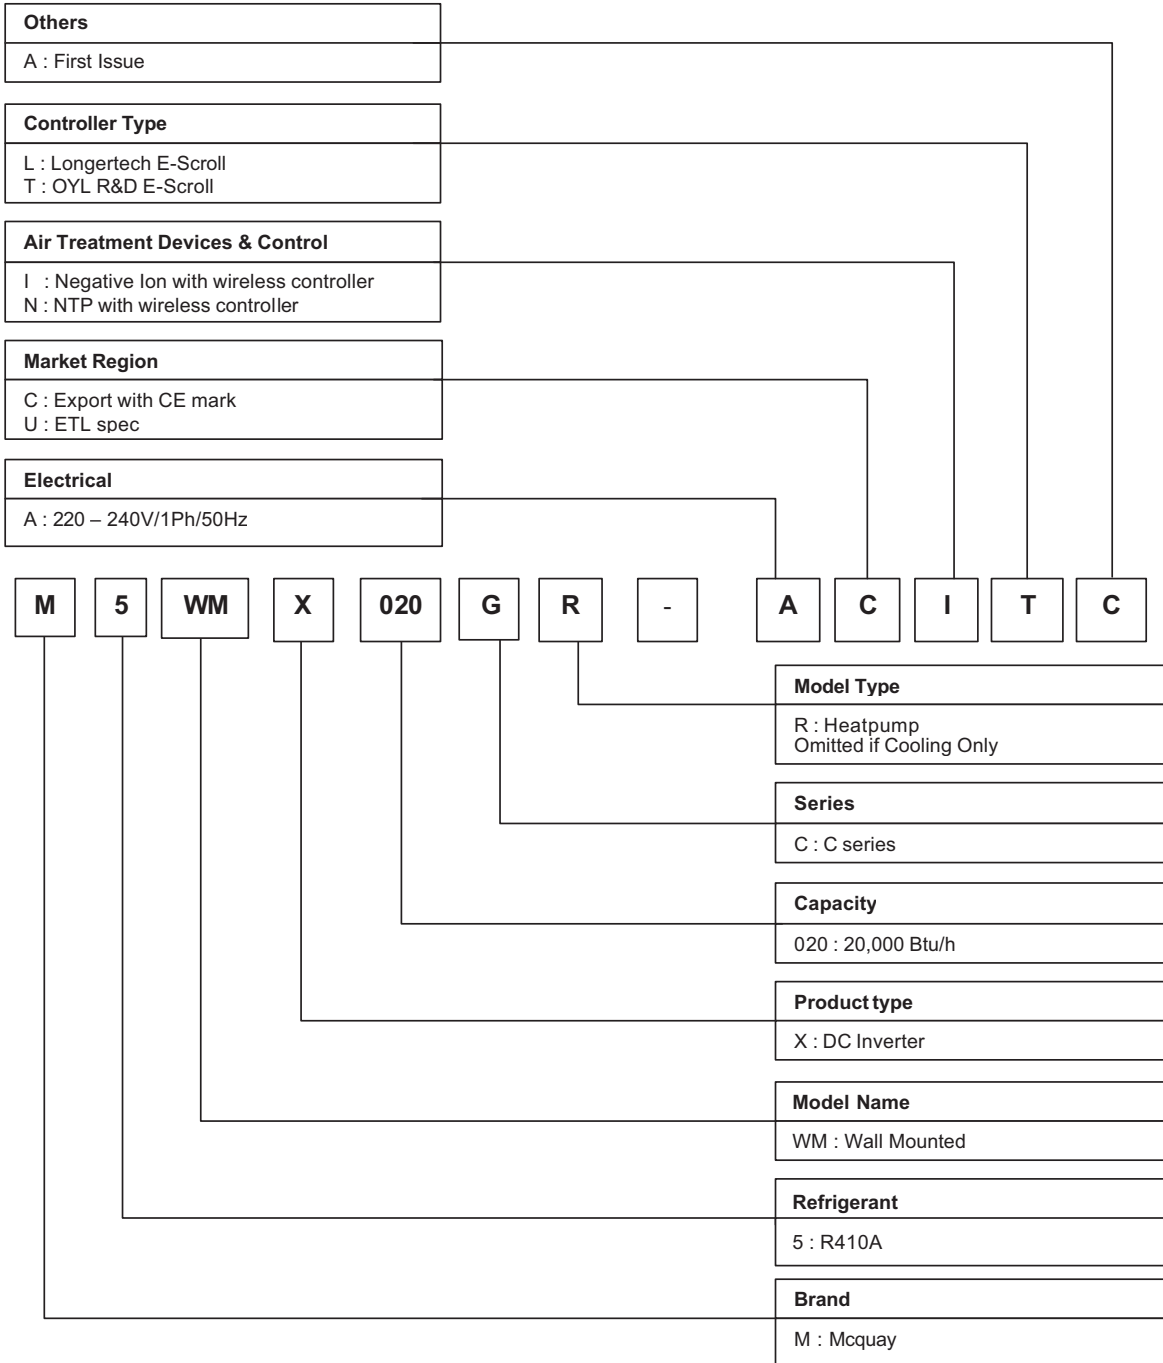 Others
A : First Issue
Controller Type
L : Longertech E-Scroll
T : OYL R&D E-Scroll
Air Treatment Devices & Control
I : Negative Ion with wireless controller
N : NTP with wireless controller
Market Region
C : Export with CE mark
U : ETL spec
Electrical
A : 220 – 240V/1Ph/50Hz
M 5 WM X 020 G R - A C I T C
Model Type
R : Heatpump
Omitted if Cooling Only
Series
C : C series
Capacity
020 : 20,000 Btu/h
Product type
X : DC Inverter
Model Name
WM : Wall Mounted
Refrigerant
5 : R410A
Brand
M : Mcquay